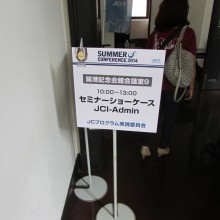 SUMMER
CONFERENCE 2014
開港記念会館会議室9
10:00～13:00
セミナーショーケース
JCI-Admin
JCプログラム実践委員会